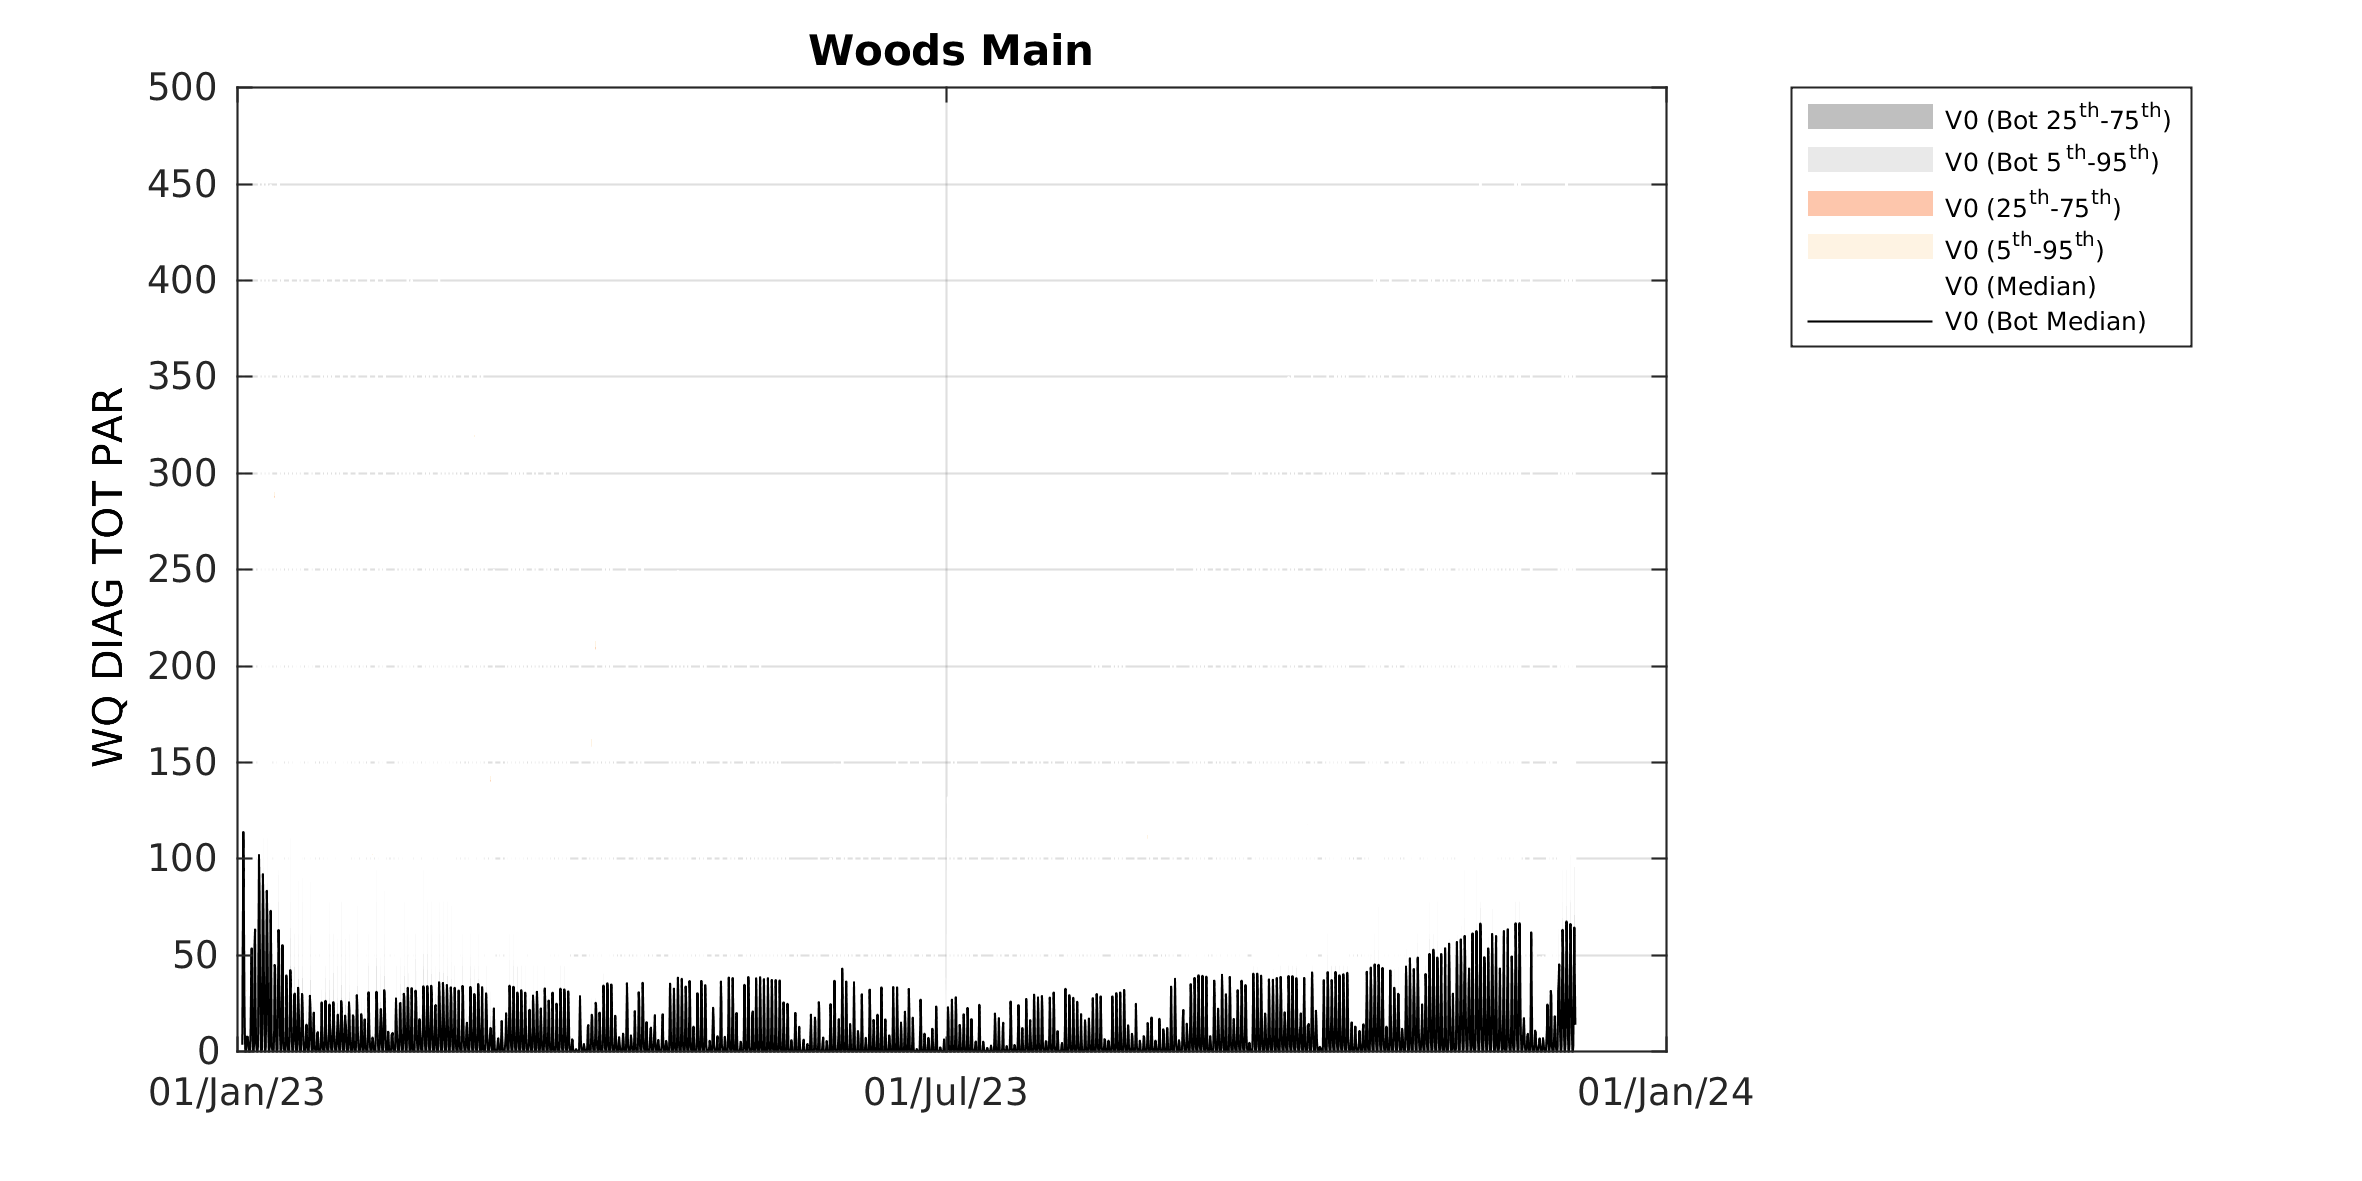 Woods Main
500
450
400
350
300
250
200
150
100
50
0
WQ DIAG TOT PAR
01/Jan/23
01/Jul/23
01/Jan/24
V0 (Bot 25th-75th)
V0 (Bot 5th-95th)
V0 (25th-75th)
V0 (5th-95th)
V0 (Median)
V0 (Bot Median)